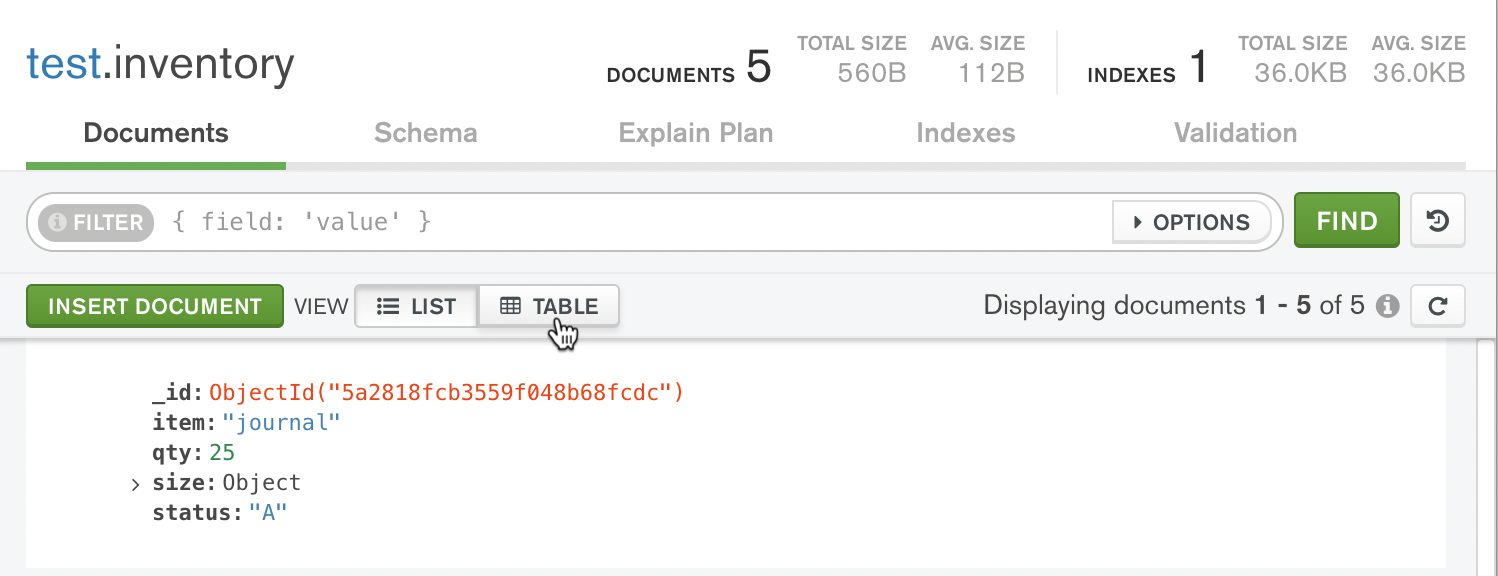 test.inventory
DOCUMENTS 5
TOTAL SIZE AVG. SIZE
560B 112B
INDEXES 1
TOTAL SIZE AVG. SIZE
36.0KB 36.0KB
Documents Schema Explain Plan Indexes Validation
FILTER { field: 'value' } OPTIONS FIND
INSERT DOCUMENT VIEW LIST TABLE Displaying documents 1 - 5 of 5
_id: ObjectId("5a2818fcb3559f048b68fcdc")
item: "journal"
qty: 25
size: Object
status: "A"